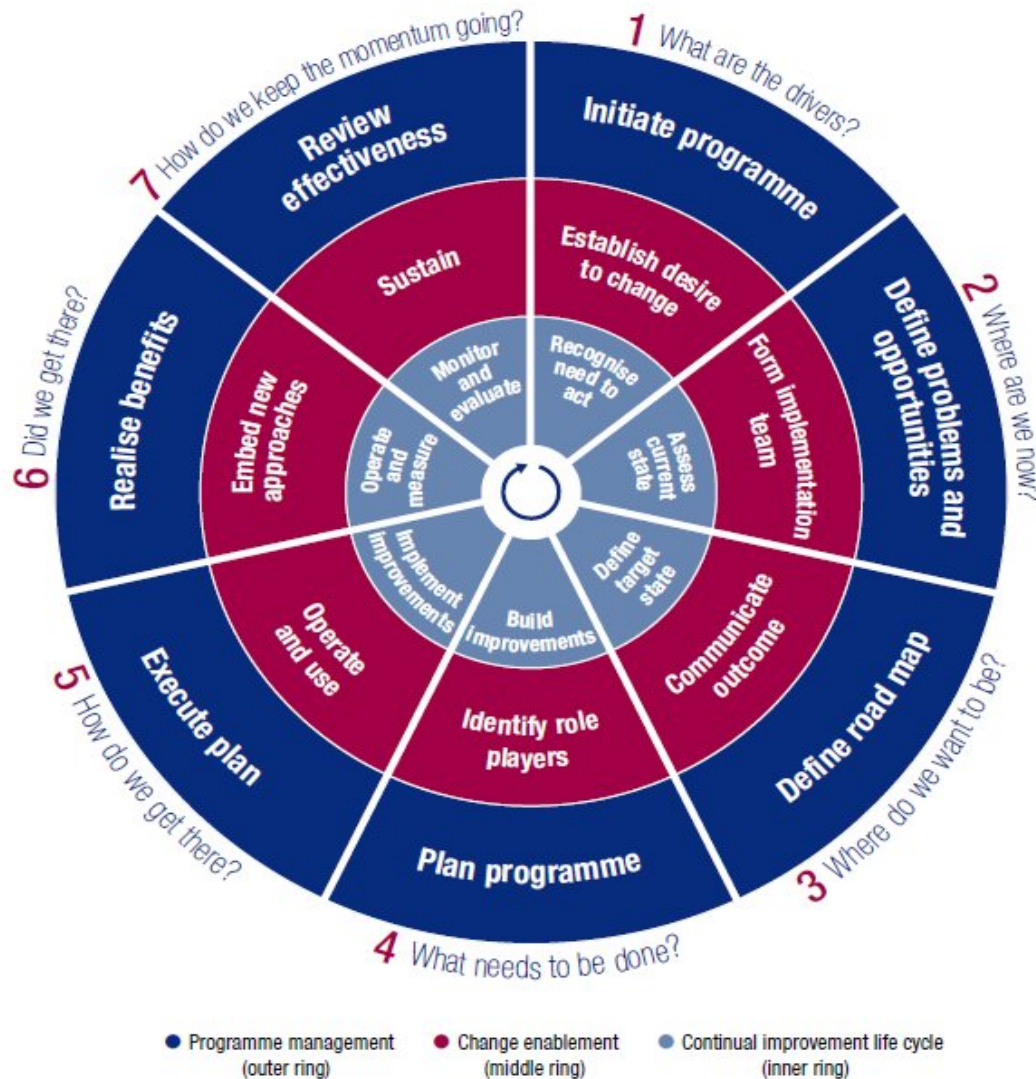 1 What are the drivers?
Initiate programme
Establish desire
to change
Recognise
need to
act
2 Where are we now?
Define problems and
opportunities
Form implementation
team
Assess
current
state
3 Where do we want to be?
Define road map
Communicate
outcome
Define
target
state
4 What needs to be done?
Plan programme
Identify role
players
Build
improvements
5 How do we get there?
Execute plan
Operate
and use
Implement
improvements
6 Did we get there?
Realise benefits
Embed new
approaches
Operate
and
measure
7 How do we keep the momentum going?
Review
effectiveness
Sustain
Monitor
and
evaluate
Programme management
(outer ring)
Change enablement
(middle ring)
Continual improvement life cycle
(inner ring)